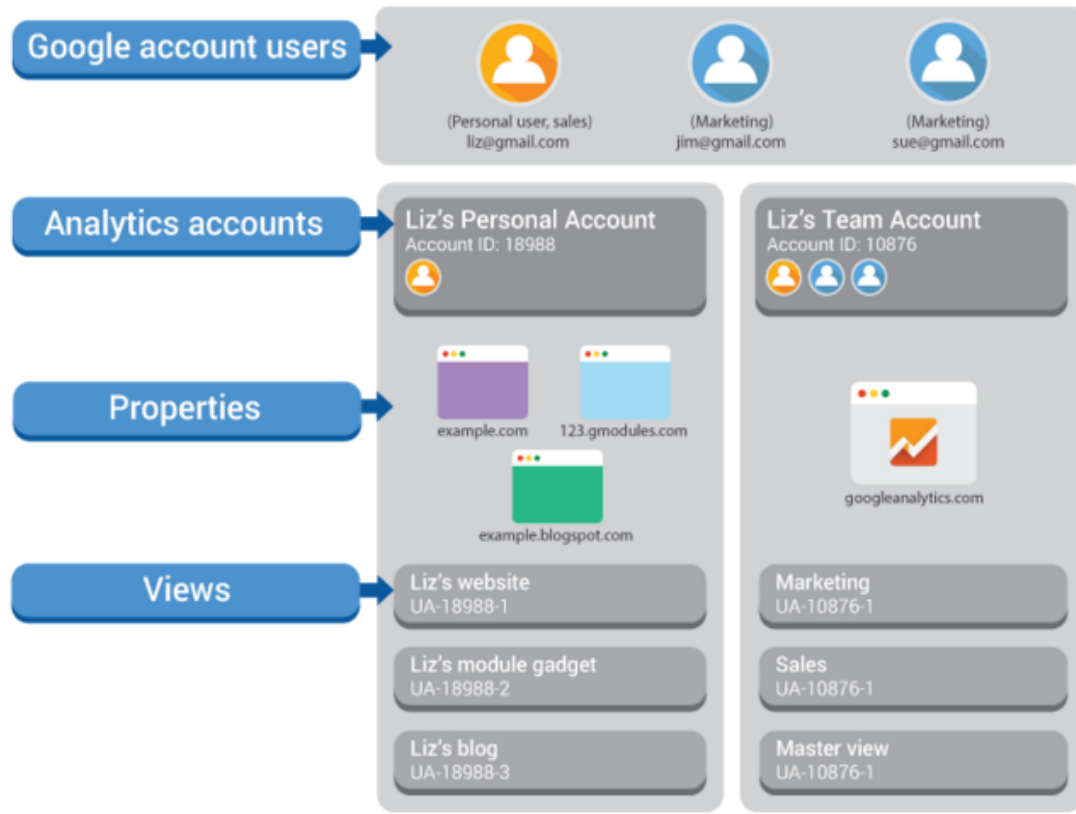 Google account users
(Personal user, sales)
liz@gmail.com
(Marketing)
jim@gmail.com
(Marketing)
sue@gmail.com
Analytics accounts
Liz's Personal Account
Account ID: 18988
Liz's Team Account
Account ID: 10876
Properties
example.com
123.gmodules.com
example.blogspot.com
googleanalytics.com
Views
Liz's website
UA-18988-1
Marketing
UA-10876-1
Liz's module gadget
UA-18988-2
Sales
UA-10876-1
Liz's blog
UA-18988-3
Master view
UA-10876-1